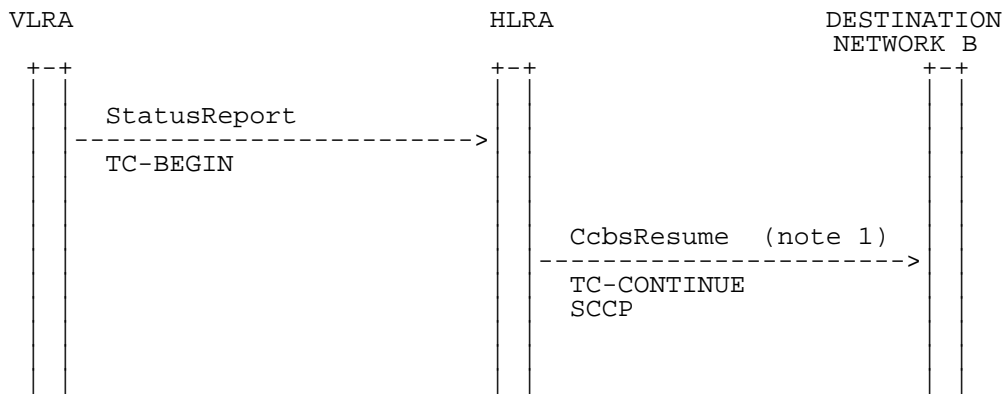 VLRA HLRA DESTINATION
NETWORK B
StatusReport
TC-BEGIN
CcbsResume (note 1)
TC-CONTINUE
SCCP